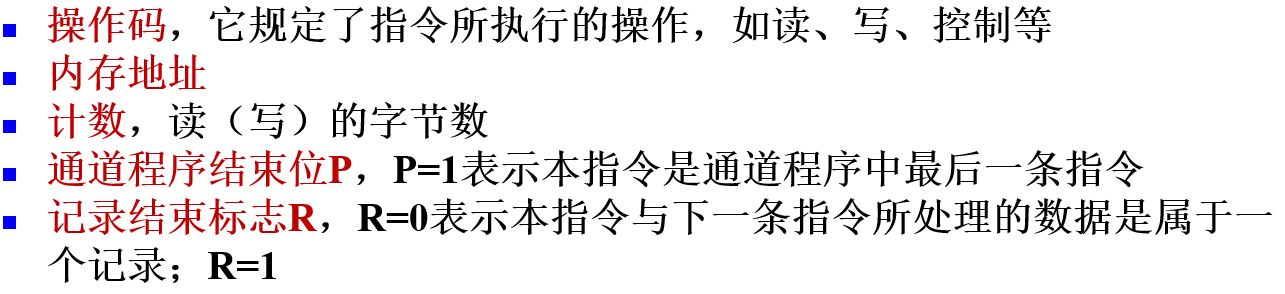 ▪ 操作码，它规定了指令所执行的操作，如读、写、控制等
▪ 内存地址
▪ 计数，读（写）的字节数
▪ 通道程序结束位P，P=1表示本指令是通道程序中最后一条指令
▪ 记录结束标志R，R=0表示本指令与下一条指令所处理的数据是属于一
个记录；R=1